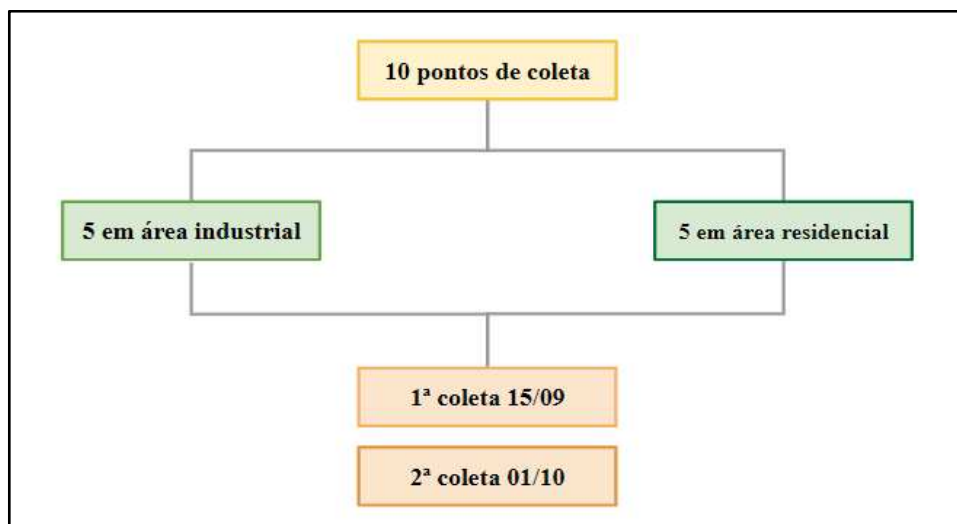 10 pontos de coleta
5 em área industrial
5 em área residencial
1ª coleta 15/09
2ª coleta 01/10